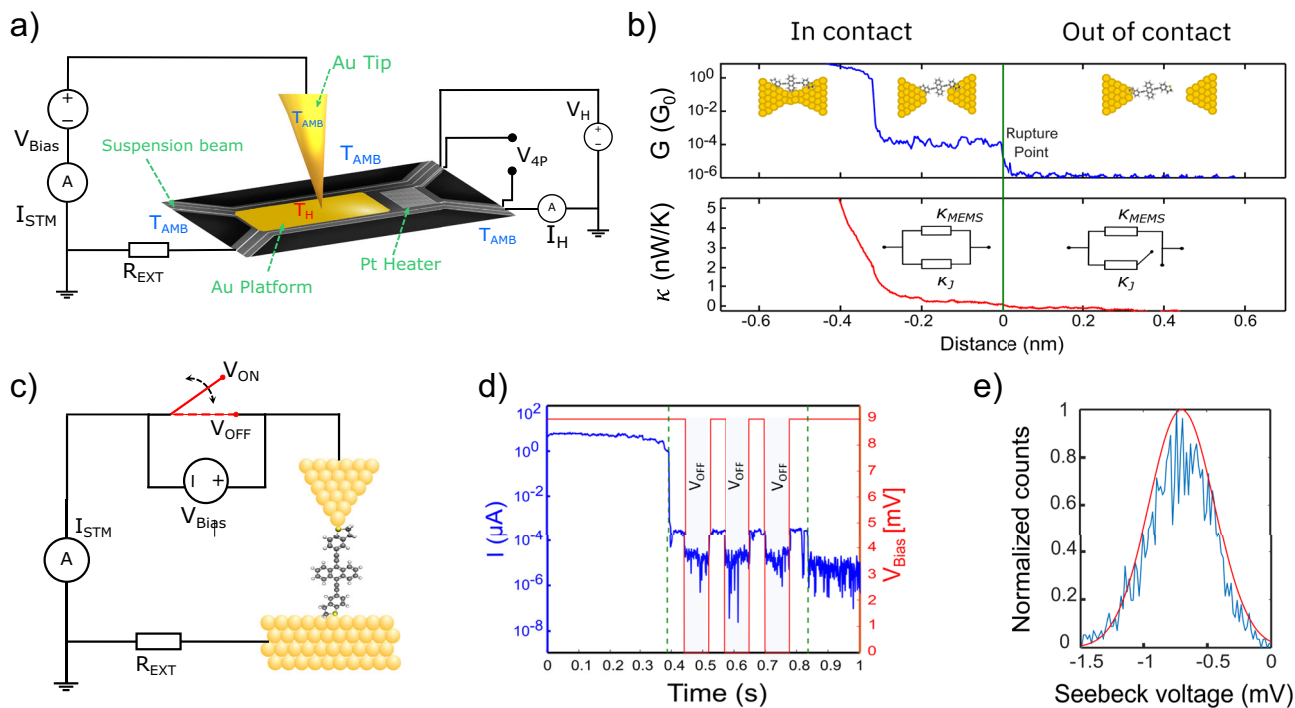 a)
Au Tip
T_AMB
V_Bias
Suspension beam
A
I_STM
T_AMB
T_AMB
T_H
R_EXT
Au Platform
Pt Heater
T_AMB
V_H
V_4P
A
I_H
b)
In contact
Out of contact
G (G_0)
10^0
10^-2
10^-4
10^-6
Rupture
Point
κ (nW/K)
5
4
3
2
1
0
K_MEMS
K_J
K_MEMS
K_J
-0.6
-0.4
-0.2
0
0.2
0.4
0.6
Distance (nm)
c)
V_ON
V_OFF
I +
V_Bias
I_STM
A
R_EXT
d)
I (µA)
10^2
10^0
10^-2
10^-4
10^-6
10^-8
V_OFF
V_OFF
V_OFF
V_Bias [mV]
9
8
7
6
5
4
3
2
1
0
0
0.1
0.2
0.3
0.4
0.5
0.6
0.7
0.8
0.9
1
Time (s)
e)
Normalized counts
1
0.8
0.6
0.4
0.2
0
-1.5
-1
-0.5
0
Seebeck voltage (mV)